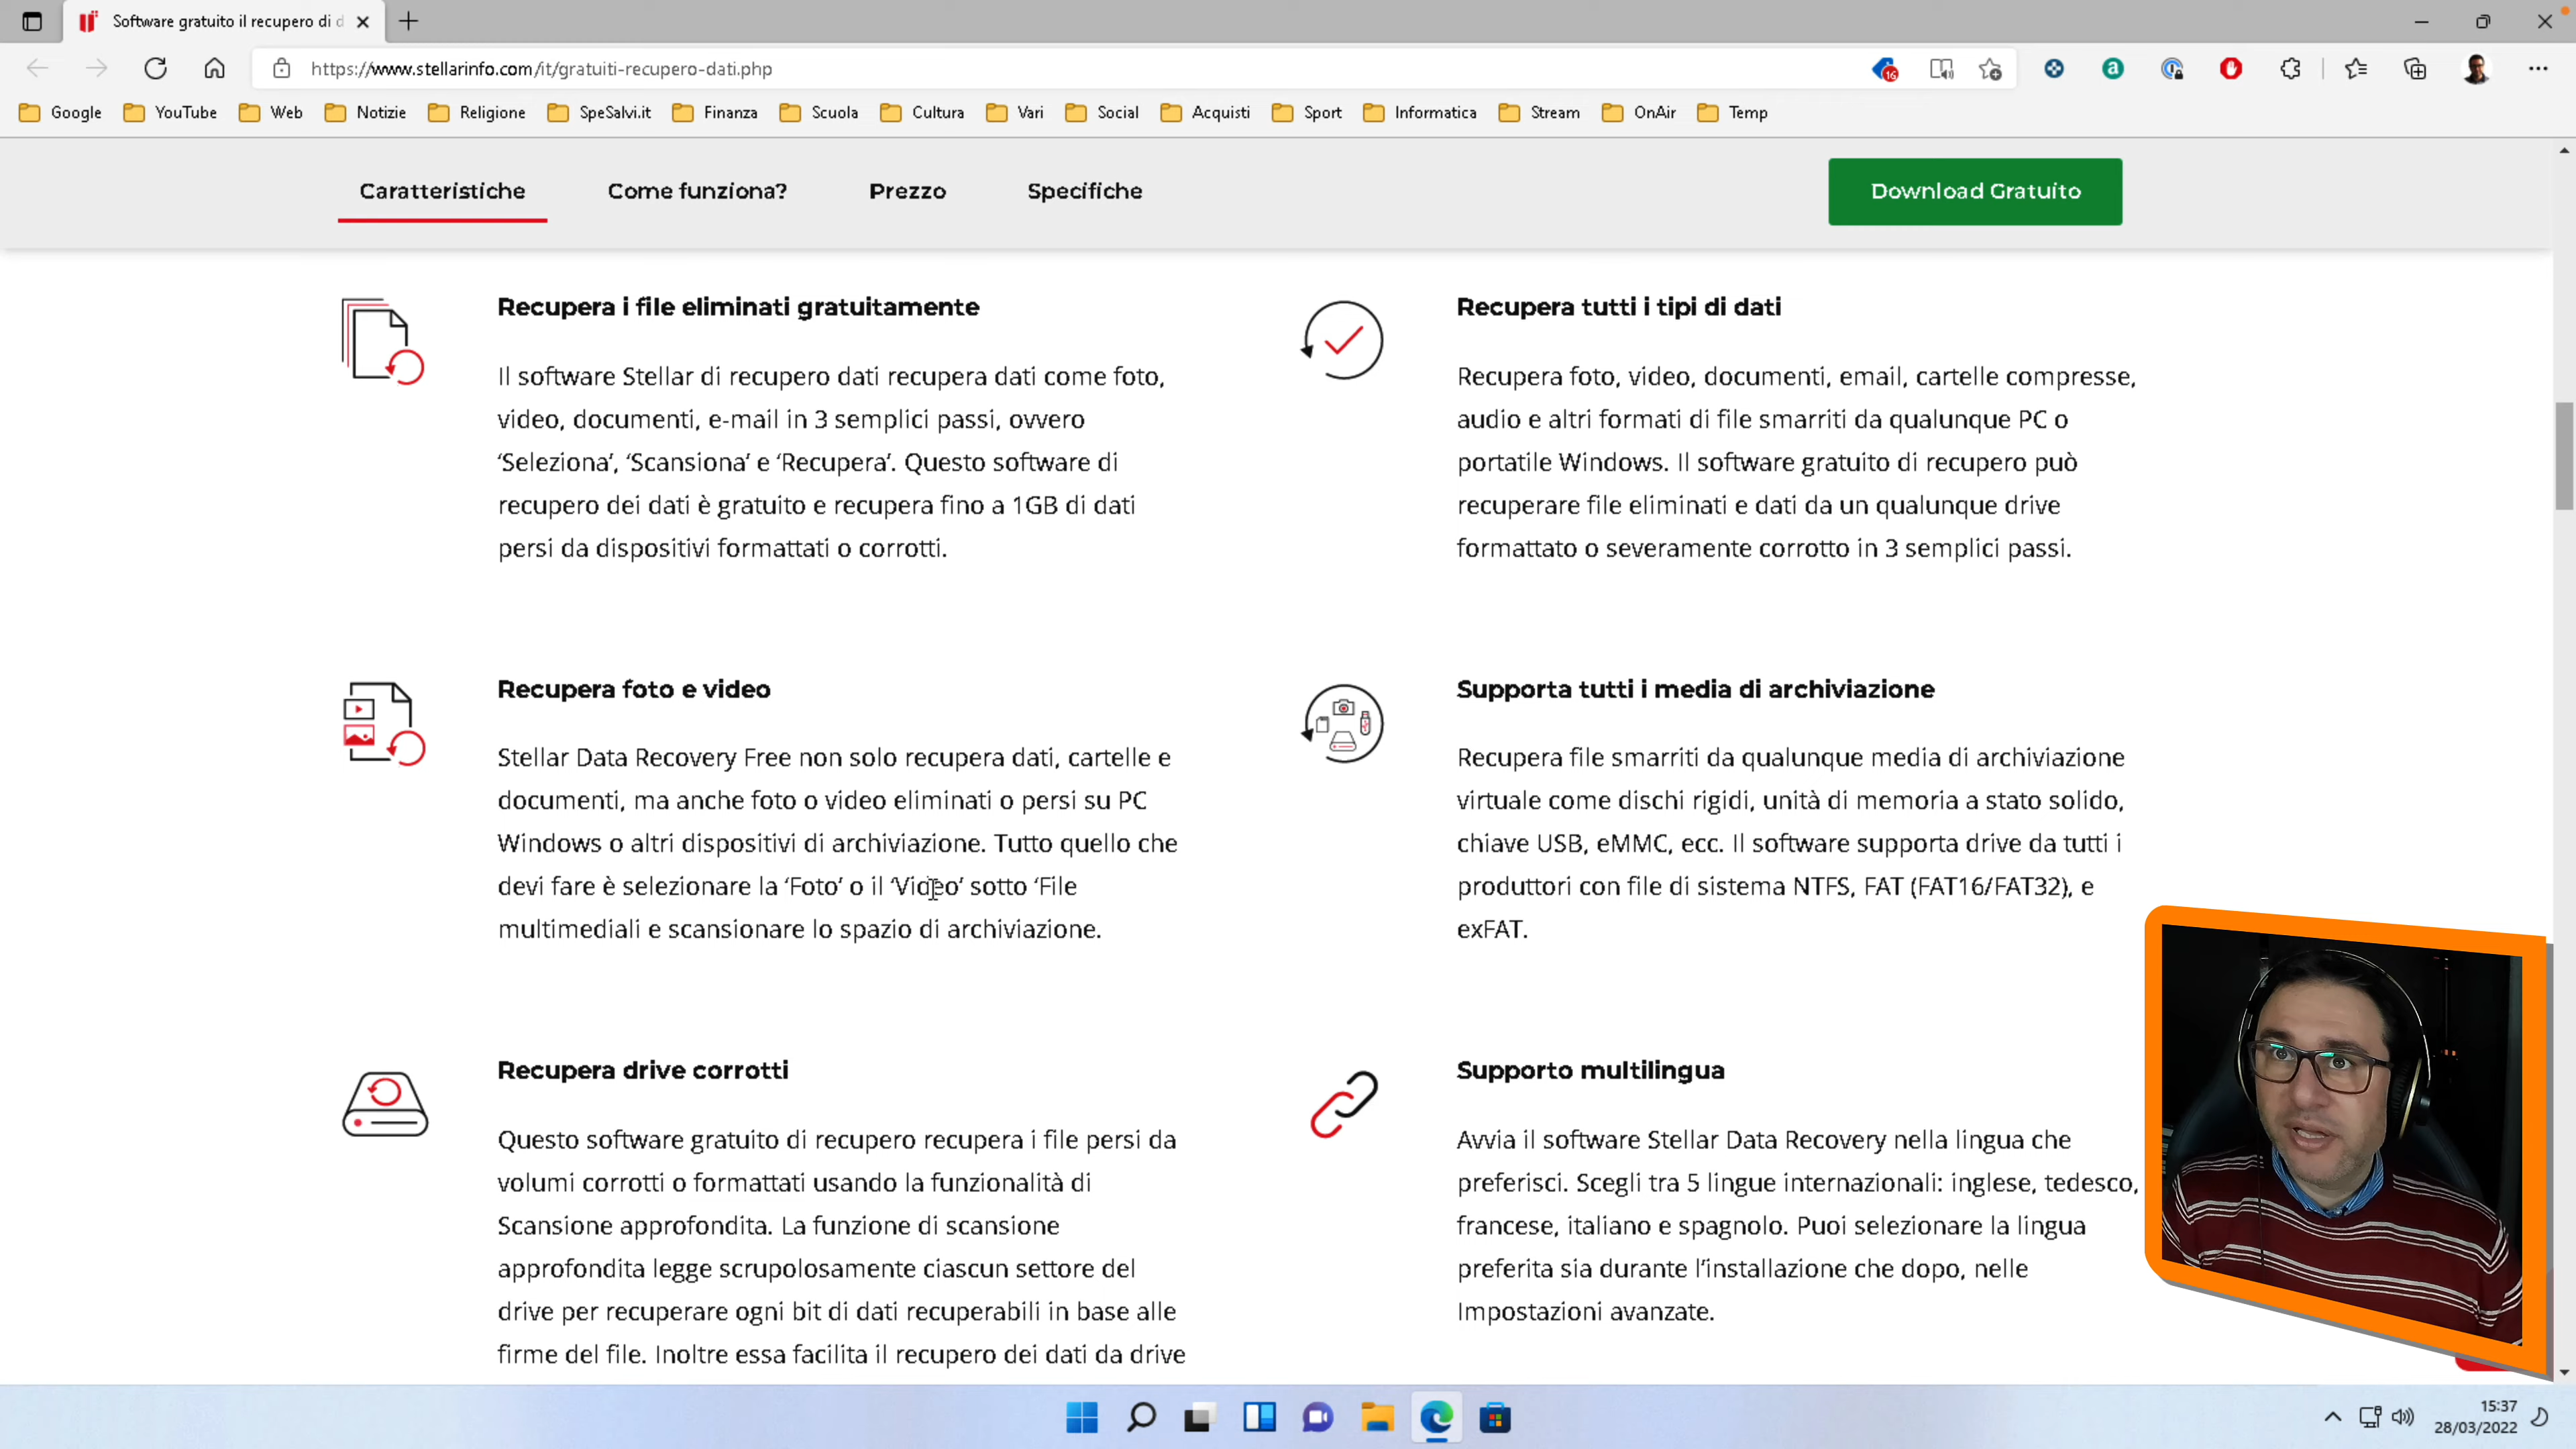 Software gratuito il recupero di d
https://www.stellarinfo.com/it/gratuiti-recupero-dati.php
16
a
Google YouTube Web Notizie Religione SpeSalvi.it Finanza Scuola Cultura Vari Social Acquisti Sport Informatica Stream OnAir Temp
Caratteristiche Come funziona? Prezzo Specifiche Download Gratuito
Recupera i file eliminati gratuitamente
Il software Stellar di recupero dati recupera dati come foto,
video, documenti, e-mail in 3 semplici passi, ovvero
‘Seleziona’, ‘Scansiona’ e ‘Recupera’. Questo software di
recupero dei dati è gratuito e recupera fino a 1GB di dati
persi da dispositivi formattati o corrotti.
Recupera tutti i tipi di dati
Recupera foto, video, documenti, email, cartelle compresse,
audio e altri formati di file smarriti da qualunque PC o
portatile Windows. Il software gratuito di recupero può
recuperare file eliminati e dati da un qualunque drive
formattato o severamente corrotto in 3 semplici passi.
Recupera foto e video
Stellar Data Recovery Free non solo recupera dati, cartelle e
documenti, ma anche foto o video eliminati o persi su PC
Windows o altri dispositivi di archiviazione. Tutto quello che
devi fare è selezionare la ‘Foto’ o il ‘Video’ sotto ‘File
multimediali e scansionare lo spazio di archiviazione.
Supporta tutti i media di archiviazione
Recupera file smarriti da qualunque media di archiviazione
virtuale come dischi rigidi, unità di memoria a stato solido,
chiave USB, eMMC, ecc. Il software supporta drive da tutti i
produttori con file di sistema NTFS, FAT (FAT16/FAT32), e
exFAT.
Recupera drive corrotti
Questo software gratuito di recupero recupera i file persi da
volumi corrotti o formattati usando la funzionalità di
Scansione approfondita. La funzione di scansione
approfondita legge scrupolosamente ciascun settore del
drive per recuperare ogni bit di dati recuperabili in base alle
firme del file. Inoltre essa facilita il recupero dei dati da drive
Supporto multilingua
Avvia il software Stellar Data Recovery nella lingua che
preferisci. Scegli tra 5 lingue internazionali: inglese, tedesco,
francese, italiano e spagnolo. Puoi selezionare la lingua
preferita sia durante l’installazione che dopo, nelle
Impostazioni avanzate.
15:37
28/03/2022